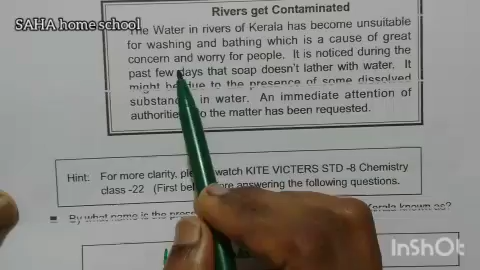 SAHA home school
Rivers get Contaminated
The Water in rivers of Kerala has become unsuitable
for washing and bathing which is a cause of great
concern and worry for people. It is noticed during the
past few days that soap doesn't lather with water. It
might be due to the presence of some dissolved
in water. An immediate attention of
to the matter has been requested.
Hint: For more clarity, watch KITE VICTERS STD -8 Chemistry
class -22 (First bell answering the following questions.
By what name is the Kerala known as?
InShOt